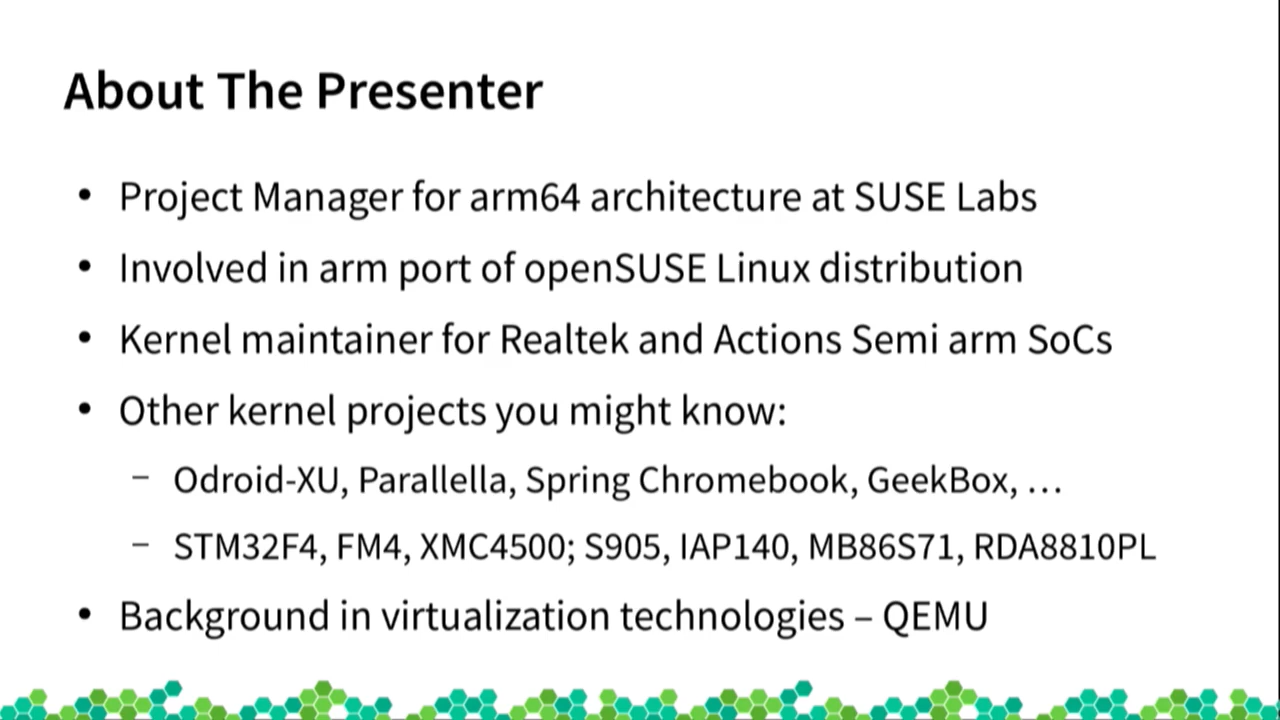 About The Presenter
• Project Manager for arm64 architecture at SUSE Labs
• Involved in arm port of openSUSE Linux distribution
• Kernel maintainer for Realtek and Actions Semi arm SoCs
• Other kernel projects you might know:
– Odroid-XU, Parallella, Spring Chromebook, GeekBox, …
– STM32F4, FM4, XMC4500; S905, IAP140, MB86S71, RDA8810PL
• Background in virtualization technologies – QEMU